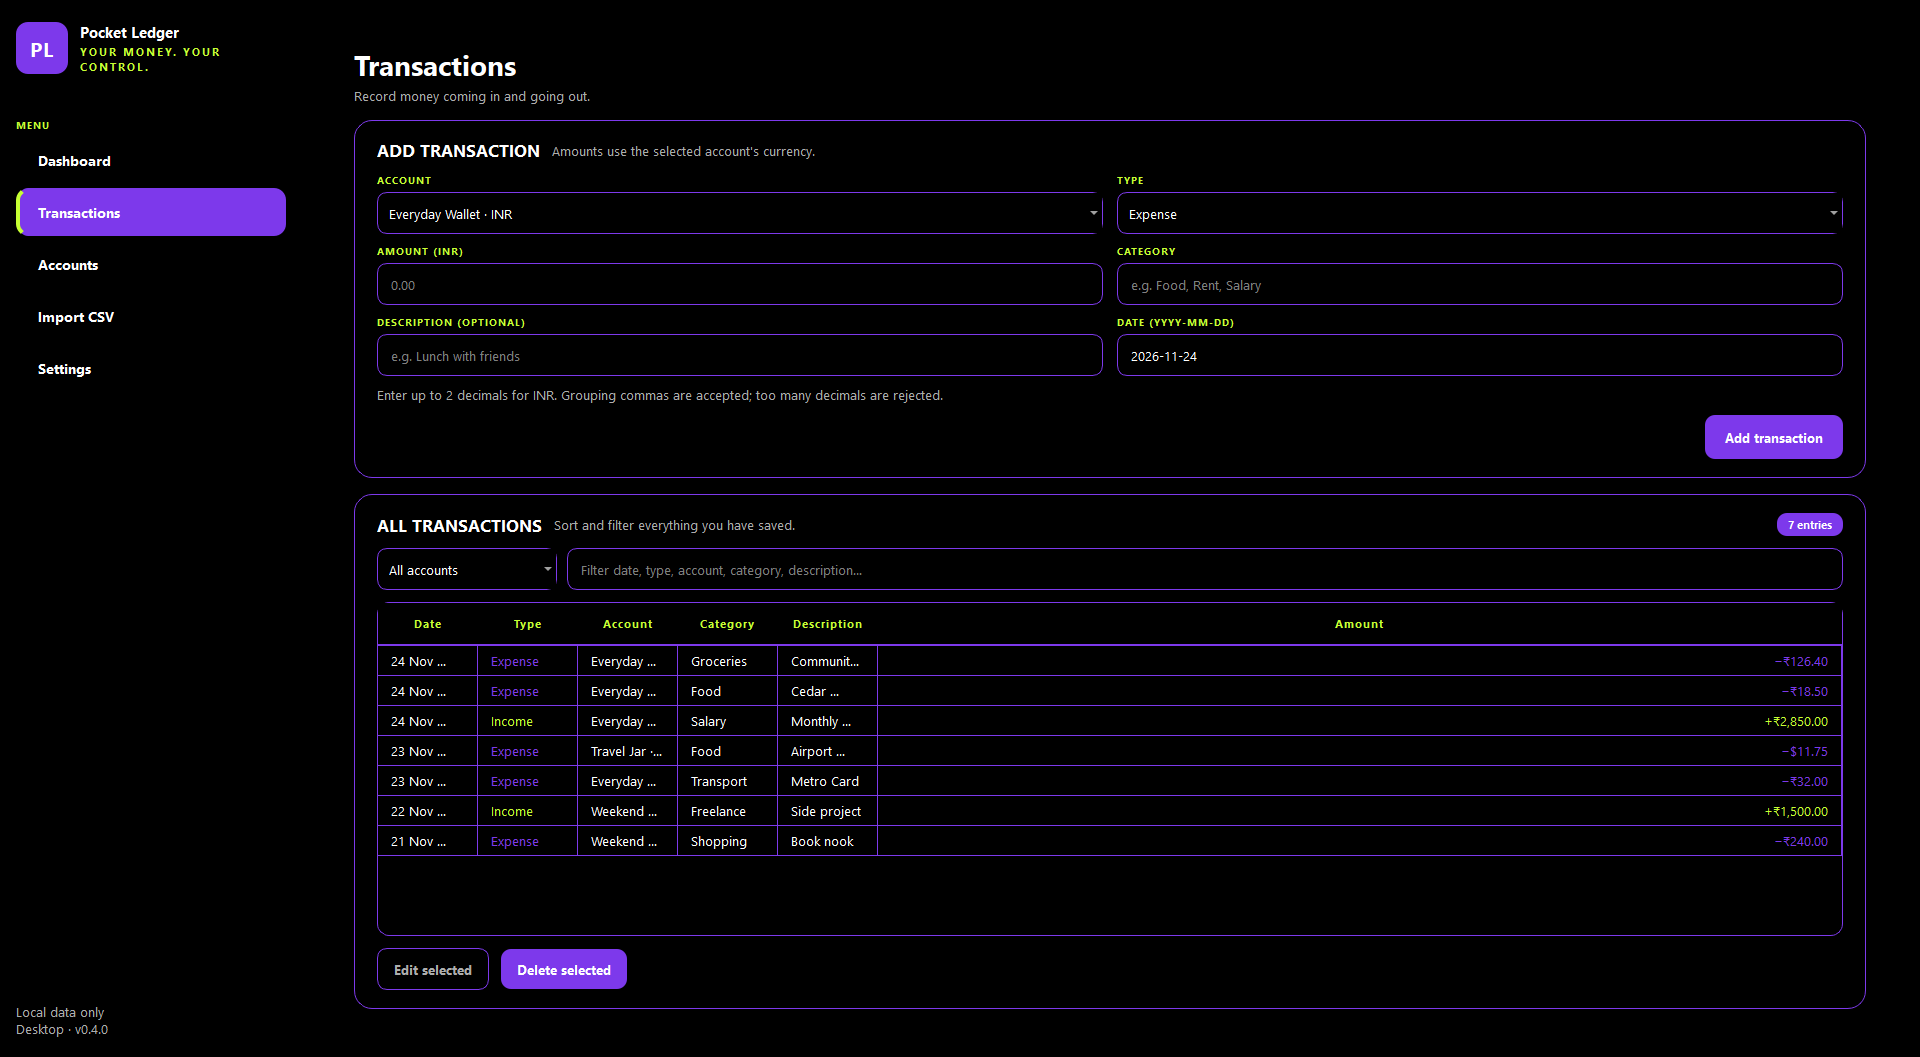 PL
Pocket Ledger
YOUR MONEY. YOUR
CONTROL.
MENU
Dashboard
Transactions
Accounts
Import CSV
Settings
Local data only
Desktop · v0.4.0
Transactions
Record money coming in and going out.
ADD TRANSACTION Amounts use the selected account's currency.
ACCOUNT TYPE
Everyday Wallet · INR Expense
AMOUNT (INR) CATEGORY
0.00 e.g. Food, Rent, Salary
DESCRIPTION (OPTIONAL) DATE (YYYY-MM-DD)
e.g. Lunch with friends 2026-11-24
Enter up to 2 decimals for INR. Grouping commas are accepted; too many decimals are rejected.
Add transaction
ALL TRANSACTIONS Sort and filter everything you have saved. 7 entries
All accounts Filter date, type, account, category, description...
Date Type Account Category Description Amount
24 Nov ... Expense Everyday ... Groceries Communit... −₹126.40
24 Nov ... Expense Everyday ... Food Cedar ... −₹18.50
24 Nov ... Income Everyday ... Salary Monthly ... +₹2,850.00
23 Nov ... Expense Travel Jar ·... Food Airport ... −$11.75
23 Nov ... Expense Everyday ... Transport Metro Card −₹32.00
22 Nov ... Income Weekend ... Freelance Side project +₹1,500.00
21 Nov ... Expense Weekend ... Shopping Book nook −₹240.00
Edit selected Delete selected